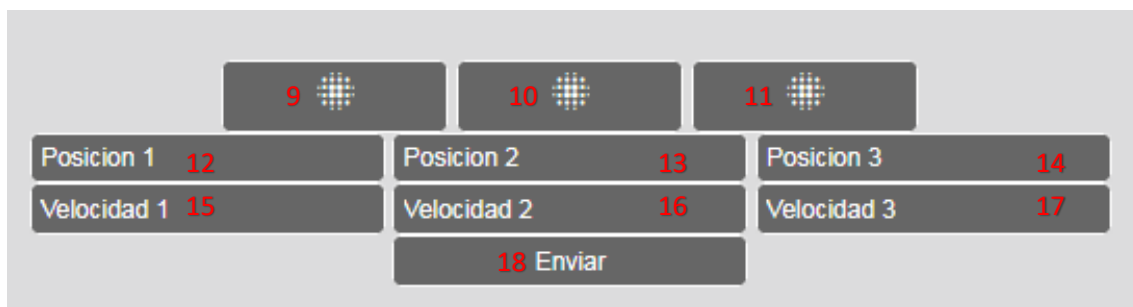 9 10 11
Posicion 1 12 Posicion 2 13 Posicion 3 14
Velocidad 1 15 Velocidad 2 16 Velocidad 3 17
18 Enviar